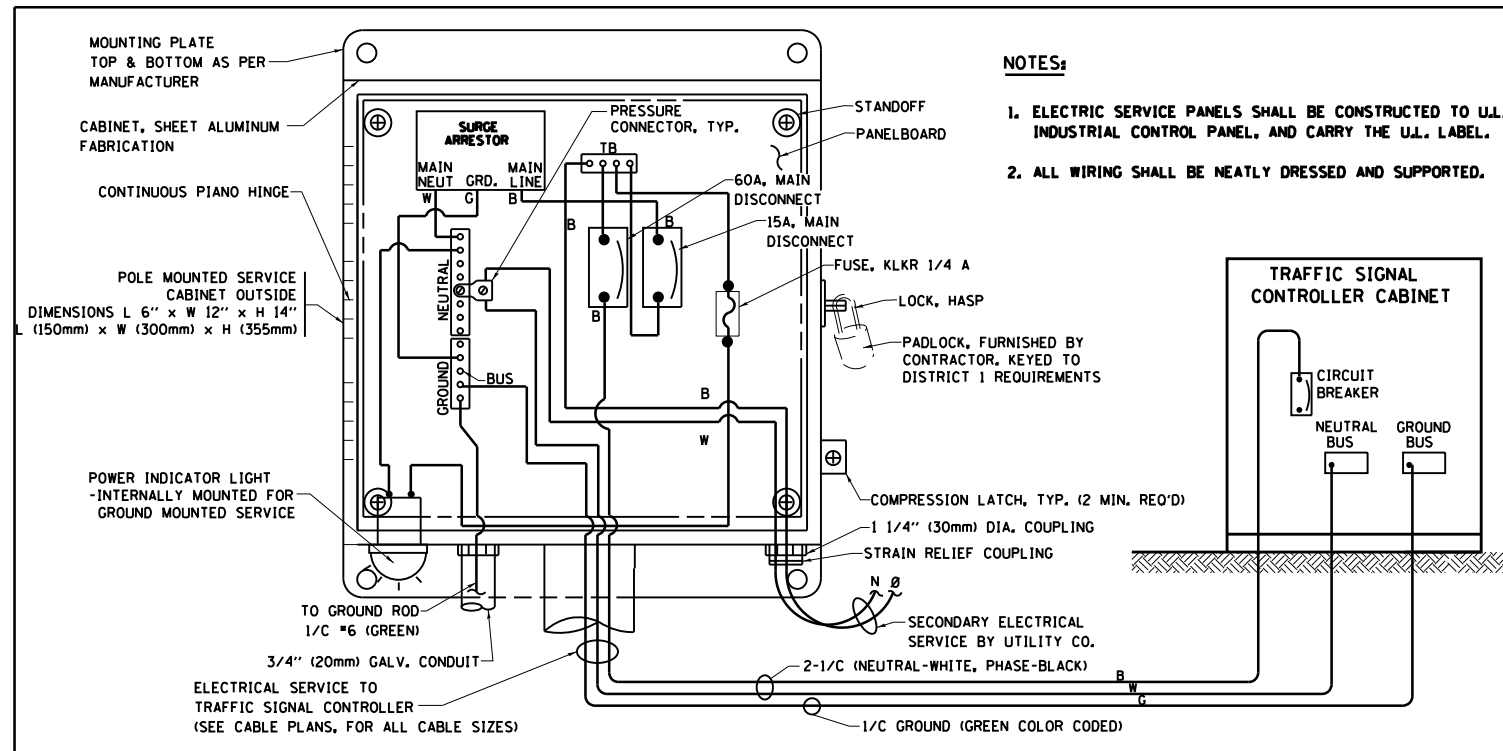 MOUNTING PLATE
TOP & BOTTOM AS PER
MANUFACTURER
CABINET, SHEET ALUMINUM
FABRICATION
CONTINUOUS PIANO HINGE
POLE MOUNTED SERVICE
CABINET OUTSIDE
DIMENSIONS L 6" x W 12" x H 14"
L (150mm) x W (300mm) x H (355mm)
POWER INDICATOR LIGHT
-INTERNALLY MOUNTED FOR
GROUND MOUNTED SERVICE
TO GROUND ROD
1/C #6 (GREEN)
3/4" (20mm) GALV. CONDUIT
ELECTRICAL SERVICE TO
TRAFFIC SIGNAL CONTROLLER
(SEE CABLE PLANS, FOR ALL CABLE SIZES)
SURGE
ARRESTOR
MAIN
NEUT
GRD.
MAIN
LINE
W
G
B
PRESSURE
CONNECTOR, TYP.
TB
NEUTRAL
GROUND
BUS
B
B
B
B
W
STANDOFF
PANELBOARD
60A, MAIN
DISCONNECT
15A, MAIN
DISCONNECT
FUSE, KLKR 1/4 A
LOCK, HASP
PADLOCK, FURNISHED BY
CONTRACTOR. KEYED TO
DISTRICT 1 REQUIREMENTS
COMPRESSION LATCH, TYP. (2 MIN. REQ'D)
1 1/4" (30mm) DIA. COUPLING
STRAIN RELIEF COUPLING
N Ø
SECONDARY ELECTRICAL
SERVICE BY UTILITY CO.
2-1/C (NEUTRAL-WHITE, PHASE-BLACK)
B
W
G
1/C GROUND (GREEN COLOR CODED)
NOTES:
1. ELECTRIC SERVICE PANELS SHALL BE CONSTRUCTED TO U.L.
INDUSTRIAL CONTROL PANEL, AND CARRY THE U.L. LABEL.
2. ALL WIRING SHALL BE NEATLY DRESSED AND SUPPORTED.
TRAFFIC SIGNAL
CONTROLLER CABINET
CIRCUIT
BREAKER
NEUTRAL
BUS
GROUND
BUS